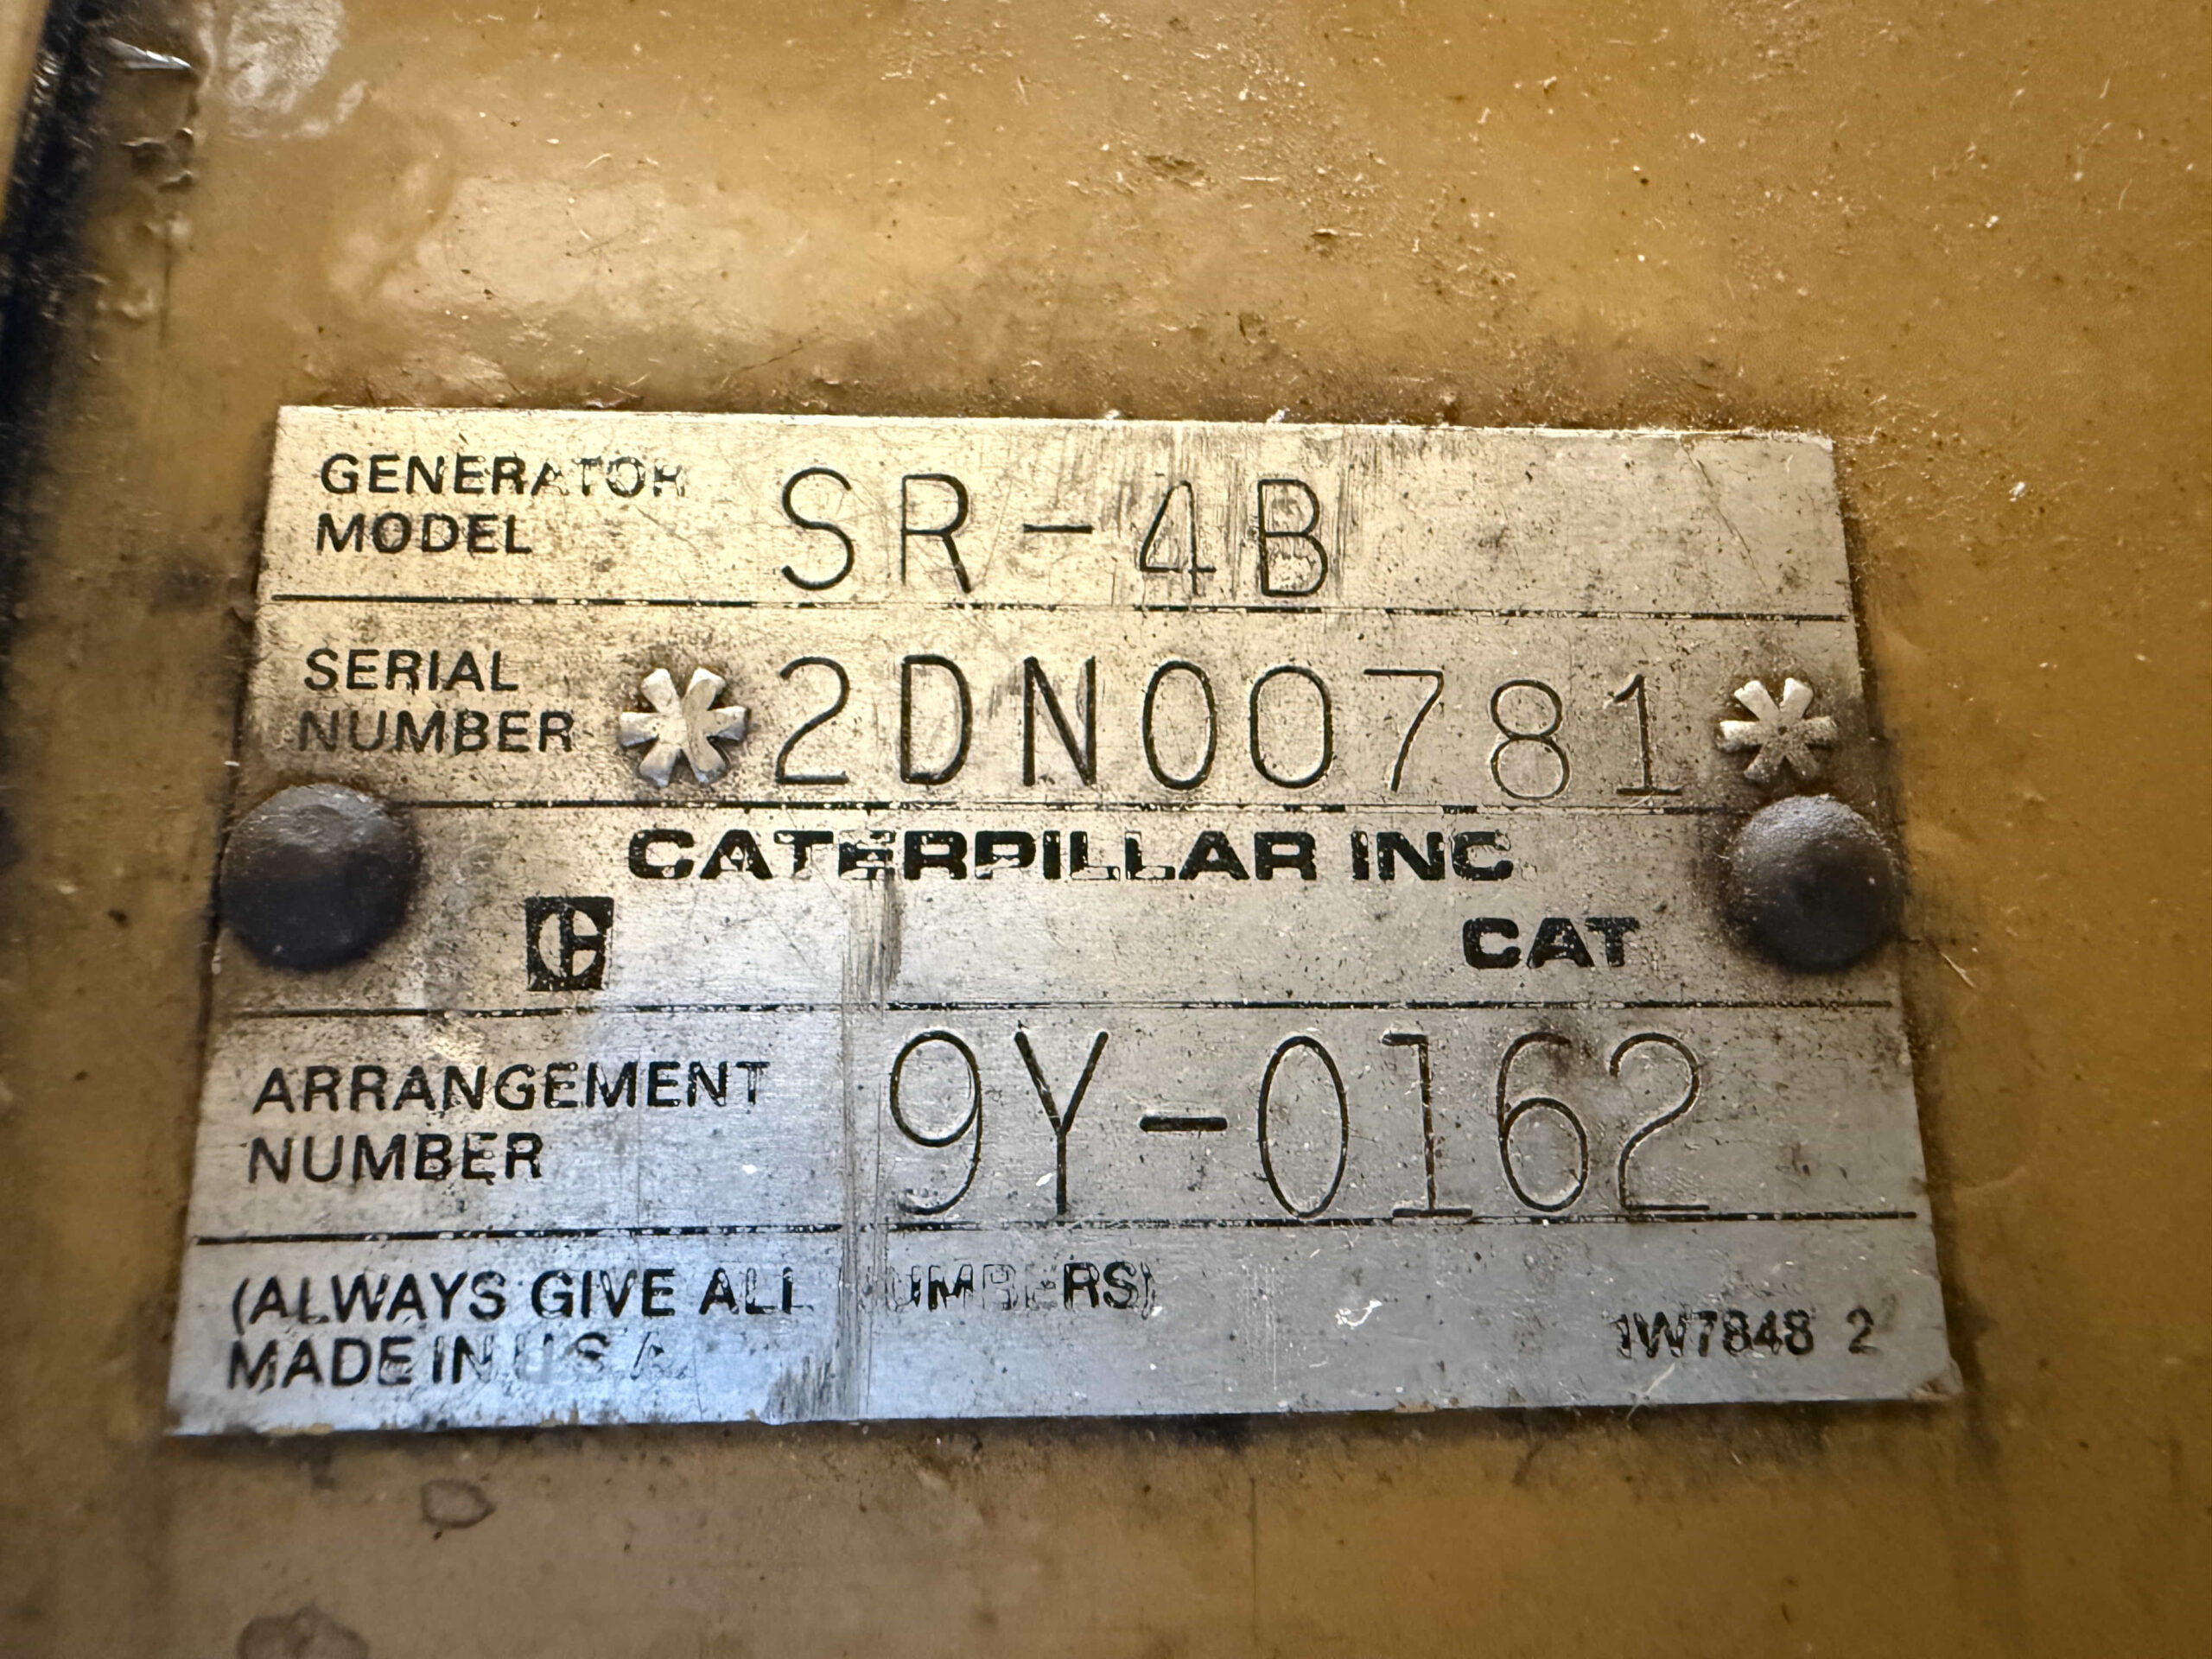 GENERATOR
MODEL SR-4B
SERIAL
NUMBER *2DN00781*
CATERPILLAR INC.
C CAT
ARRANGEMENT
NUMBER 9Y-0162
(ALWAYS GIVE ALL NUMBERS)
MADE IN U.S.A. 1W7848 2